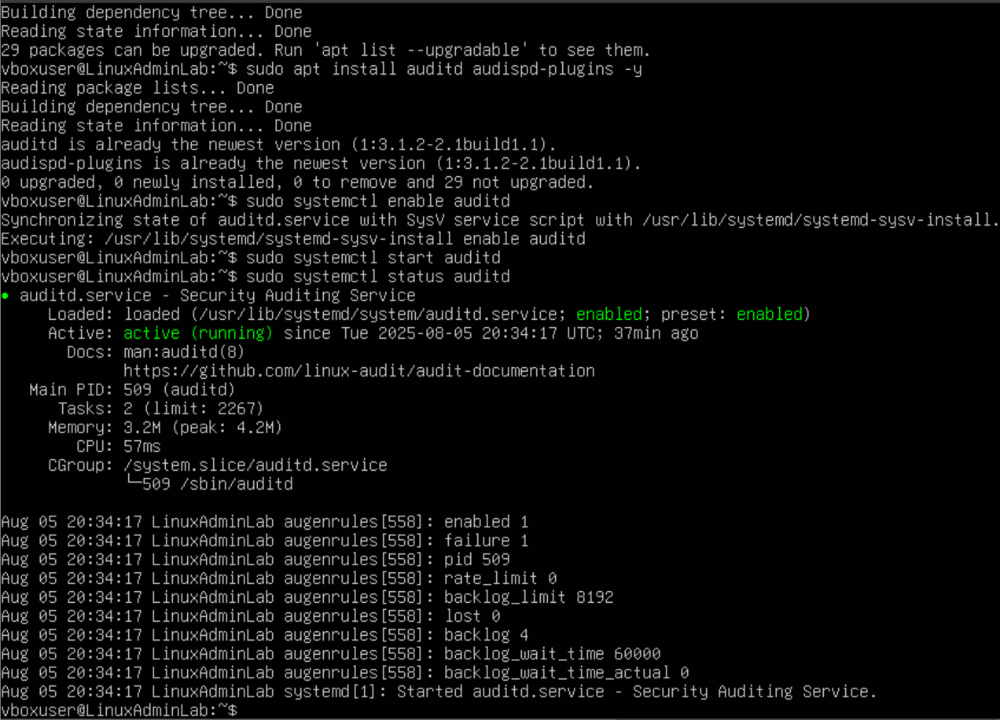 Building dependency tree... Done
Reading state information... Done
29 packages can be upgraded. Run 'apt list --upgradable' to see them.
vboxuser@LinuxAdminLab:~$ sudo apt install auditd audispd-plugins -y
Reading package lists... Done
Building dependency tree... Done
Reading state information... Done
auditd is already the newest version (1:3.1.2-2.1build1.1).
audispd-plugins is already the newest version (1:3.1.2-2.1build1.1).
0 upgraded, 0 newly installed, 0 to remove and 29 not upgraded.
vboxuser@LinuxAdminLab:~$ sudo systemctl enable auditd
Synchronizing state of auditd.service with SysV service script with /usr/lib/systemd/systemd-sysv-install.
Executing: /usr/lib/systemd/systemd-sysv-install enable auditd
vboxuser@LinuxAdminLab:~$ sudo systemctl start auditd
vboxuser@LinuxAdminLab:~$ sudo systemctl status auditd
● auditd.service - Security Auditing Service
     Loaded: loaded (/usr/lib/systemd/system/auditd.service; enabled; preset: enabled)
     Active: active (running) since Tue 2025-08-05 20:34:17 UTC; 37min ago
       Docs: man:auditd(8)
             https://github.com/linux-audit/audit-documentation
   Main PID: 509 (auditd)
      Tasks: 2 (limit: 2267)
     Memory: 3.2M (peak: 4.2M)
        CPU: 57ms
     CGroup: /system.slice/auditd.service
             └─509 /sbin/auditd

Aug 05 20:34:17 LinuxAdminLab augenrules[558]: enabled 1
Aug 05 20:34:17 LinuxAdminLab augenrules[558]: failure 1
Aug 05 20:34:17 LinuxAdminLab augenrules[558]: pid 509
Aug 05 20:34:17 LinuxAdminLab augenrules[558]: rate_limit 0
Aug 05 20:34:17 LinuxAdminLab augenrules[558]: backlog_limit 8192
Aug 05 20:34:17 LinuxAdminLab augenrules[558]: lost 0
Aug 05 20:34:17 LinuxAdminLab augenrules[558]: backlog 4
Aug 05 20:34:17 LinuxAdminLab augenrules[558]: backlog_wait_time 60000
Aug 05 20:34:17 LinuxAdminLab augenrules[558]: backlog_wait_time_actual 0
Aug 05 20:34:17 LinuxAdminLab systemd[1]: Started auditd.service - Security Auditing Service.
vboxuser@LinuxAdminLab:~$